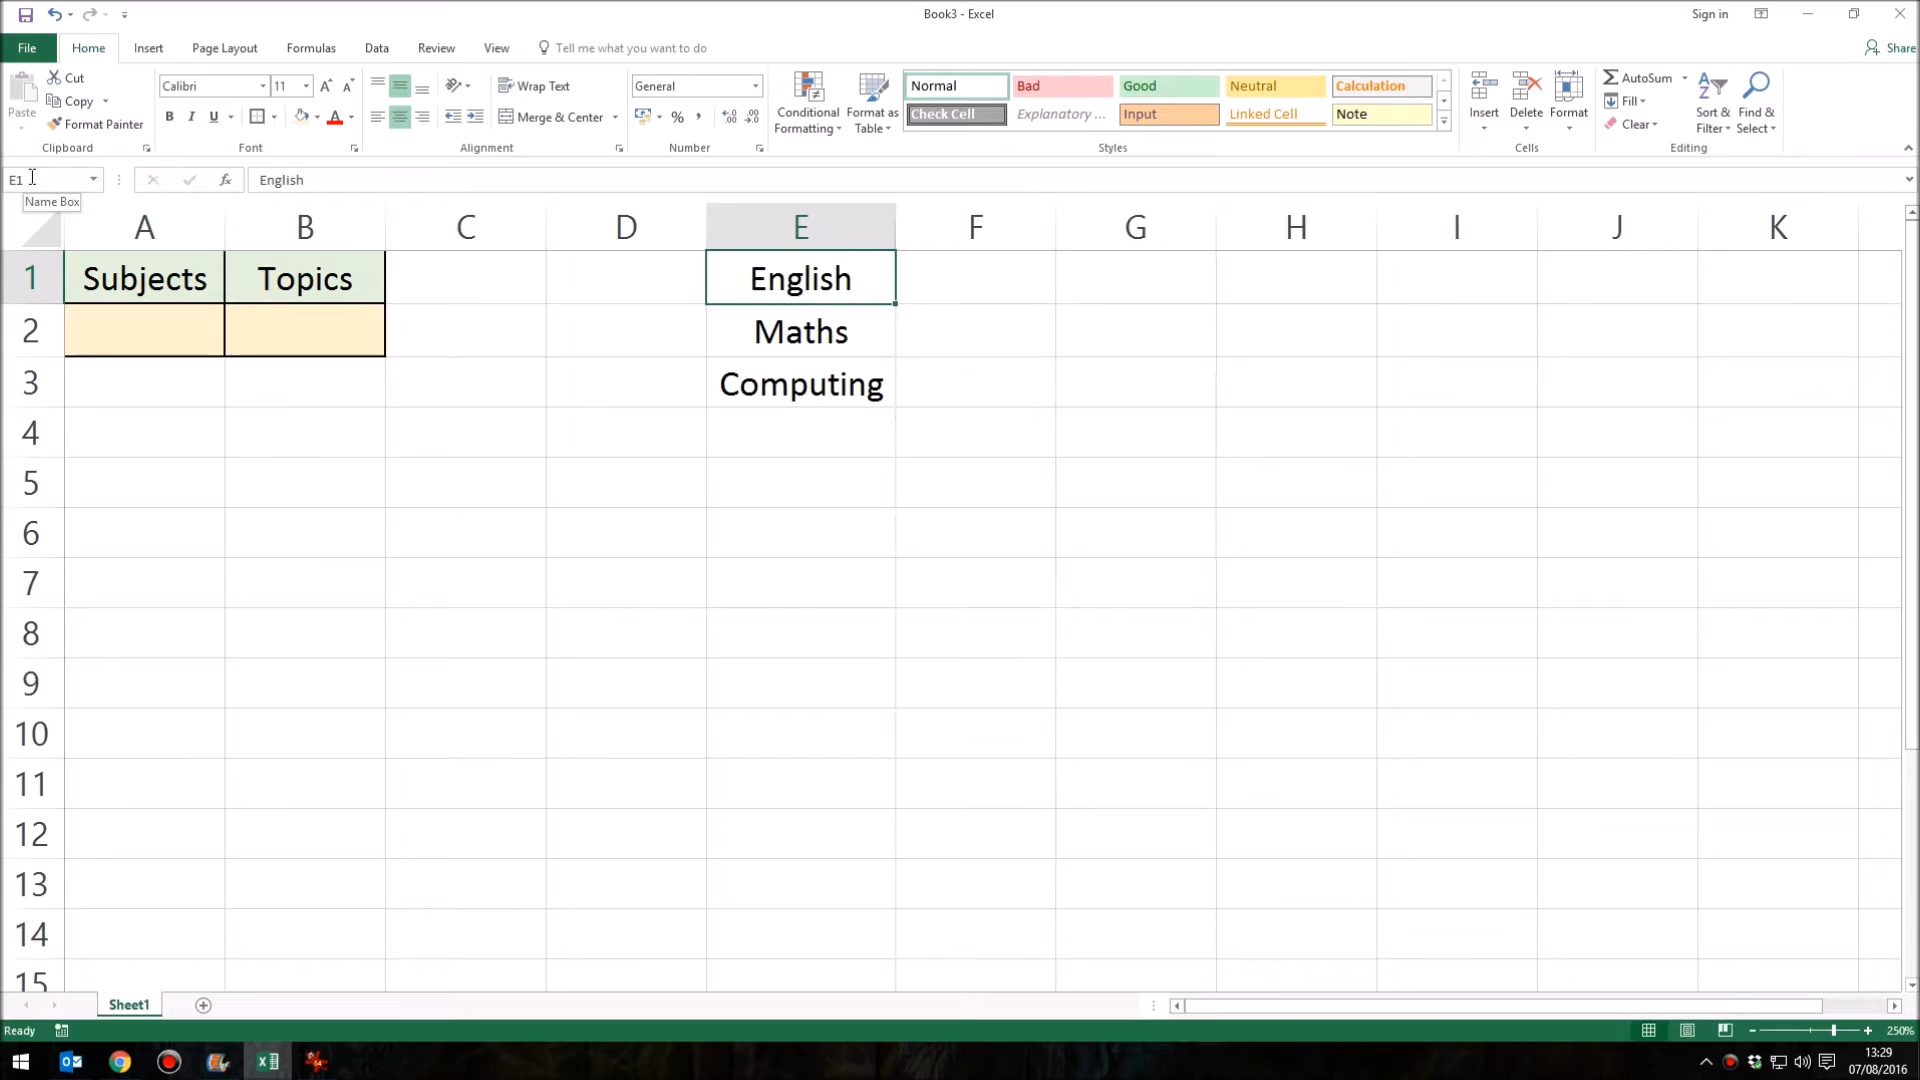 Book3 - Excel
Sign in
File Home Insert Page Layout Formulas Data Review View Tell me what you want to do Share
Paste Cut Copy Format Painter Clipboard
Calibri 11 B I U Font
Wrap Text Merge & Center Alignment
General % , Number
Conditional Formatting Format as Table
Normal Bad Good Neutral Calculation
Check Cell Explanatory ... Input Linked Cell Note
Styles
Insert Delete Format Cells
AutoSum Fill Clear Sort & Filter Find & Select Editing
E1 fx English
Name Box
A B C D E F G H I J K
1 Subjects Topics English
2 Maths
3 Computing
4
5
6
7
8
9
10
11
12
13
14
15
Sheet1
Ready 250%
13:29
07/08/2016